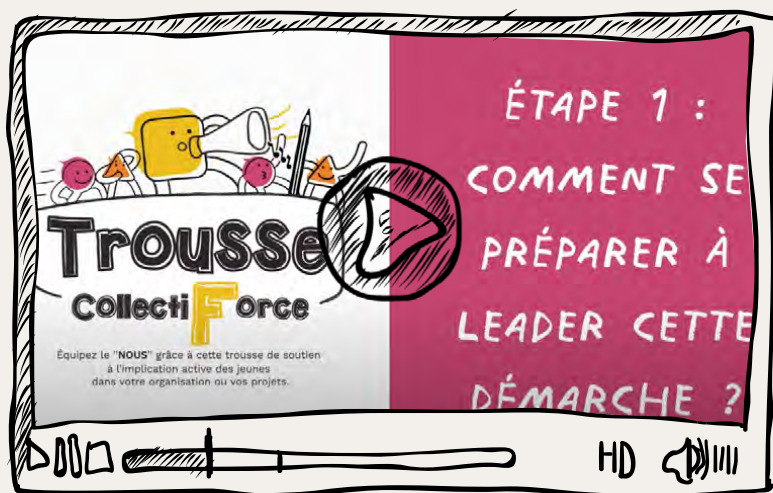 Trousse
CollectiForce
Équipez le "NOUS" grâce à cette trousse de soutien
à l'implication active des jeunes
dans votre organisation ou vos projets.
ÉTAPE 1 :
COMMENT SE
PRÉPARER À
LEADER CETTE
DÉMARCHE ?
HD